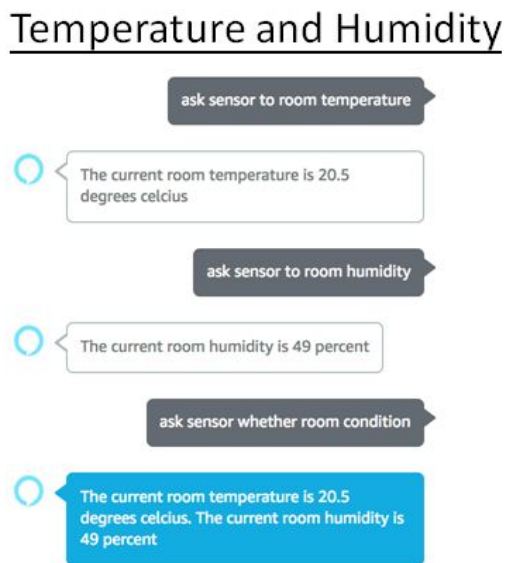 Temperature and Humidity
ask sensor to room temperature
The current room temperature is 20.5
degrees celcius
ask sensor to room humidity
The current room humidity is 49 percent
ask sensor whether room condition
The current room temperature is 20.5
degrees celcius. The current room humidity is
49 percent